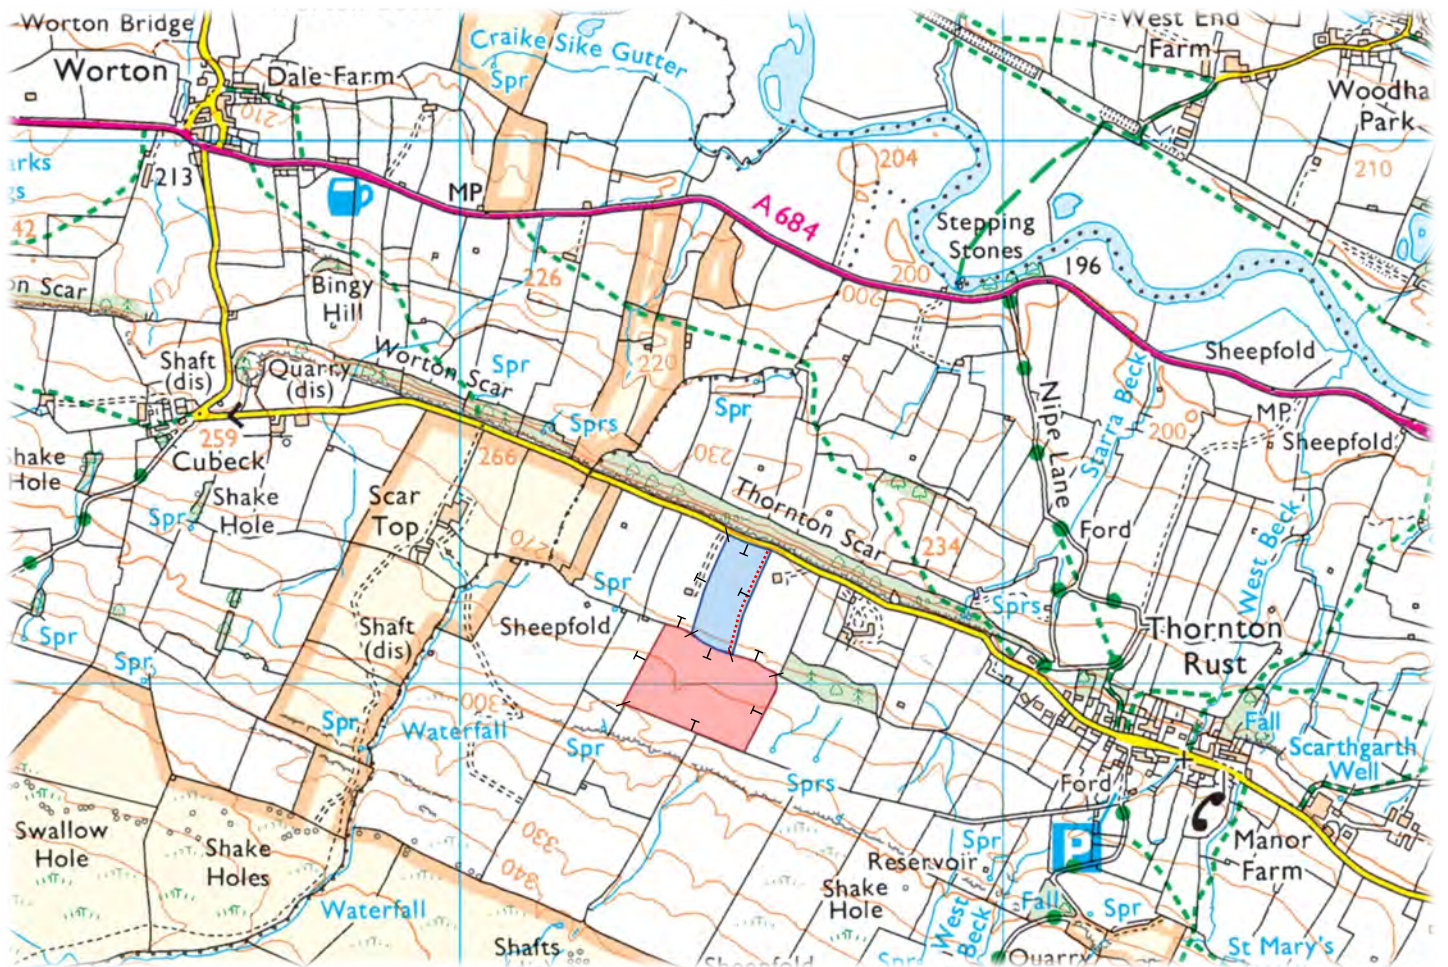 Worton Bridge
Craike Sike Gutter
Spr
West End
Farm
Worton
Dale Farm
210
Woodha
Park
arks
gs
213
MP
204
210
A 684
42
Stepping
Stones
226
200
196
200
on Scar
Bingy
Hill
Shaft
(dis)
Quarry
(dis)
Worton Scar
Spr
220
Sheepfold
Spr
Sprs
Nipe Lane
Starra Beck
MP
200
Sheepfold
259
Cubeck
266
230
Shake
Hole
Shake
Hole
Spr
Scar
Top
Thornton Scar
Ford
West Beck
270
234
Spr
Sprs
Spr
Shaft
(dis)
Sheepfold
Thornton
Rust
Spr
300
Spr
Waterfall
Spr
Fall
Scarthgarth
Well
Sprs
Ford
Swallow
Hole
Shake
Holes
330
340
P
Spr
Reservoir
Manor
Farm
Shake
Hole
Waterfall
West
Beck
Fall
Spr
Shafts
Sheepfold
Sprs
Quarry
St Mary's